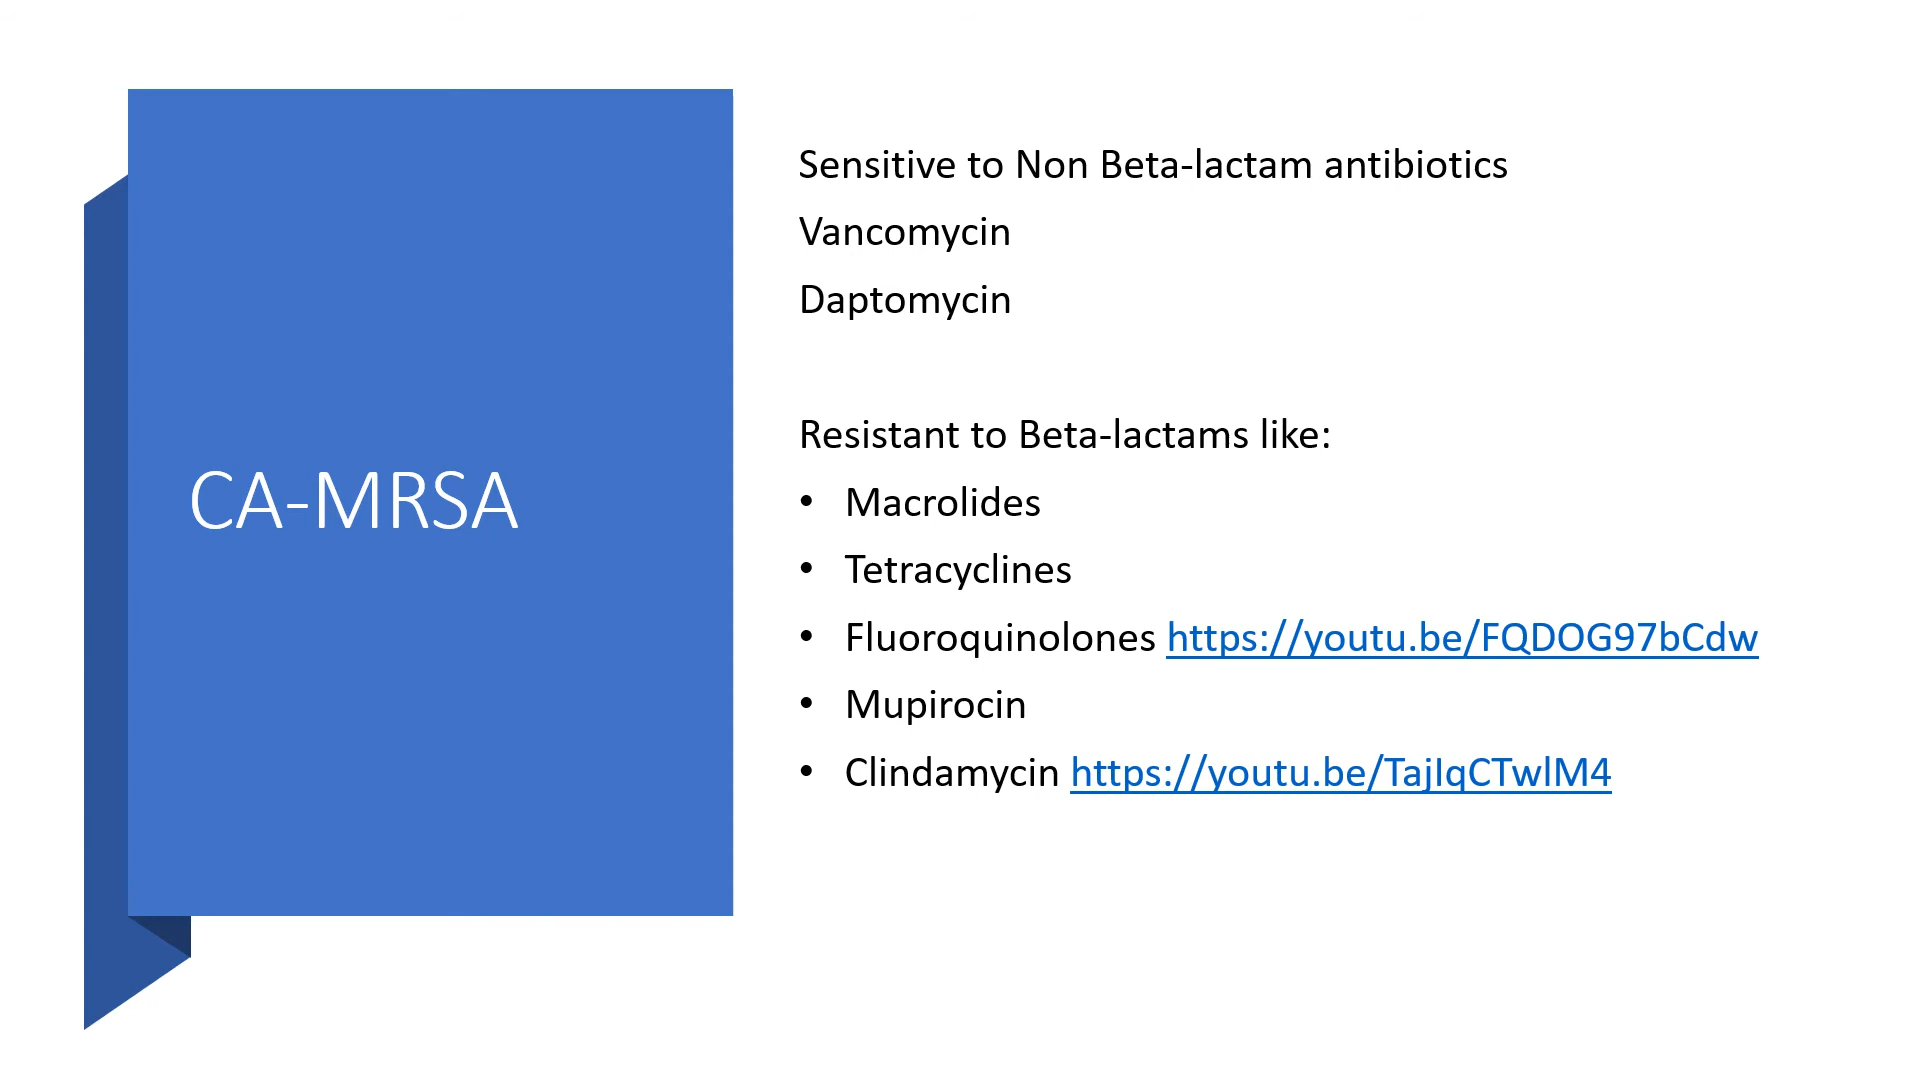 CA-MRSA
Sensitive to Non Beta-lactam antibiotics
Vancomycin
Daptomycin
Resistant to Beta-lactams like:
• Macrolides
• Tetracyclines
• Fluoroquinolones https://youtu.be/FQDOG97bCdw
• Mupirocin
• Clindamycin https://youtu.be/TajIqCTwlM4